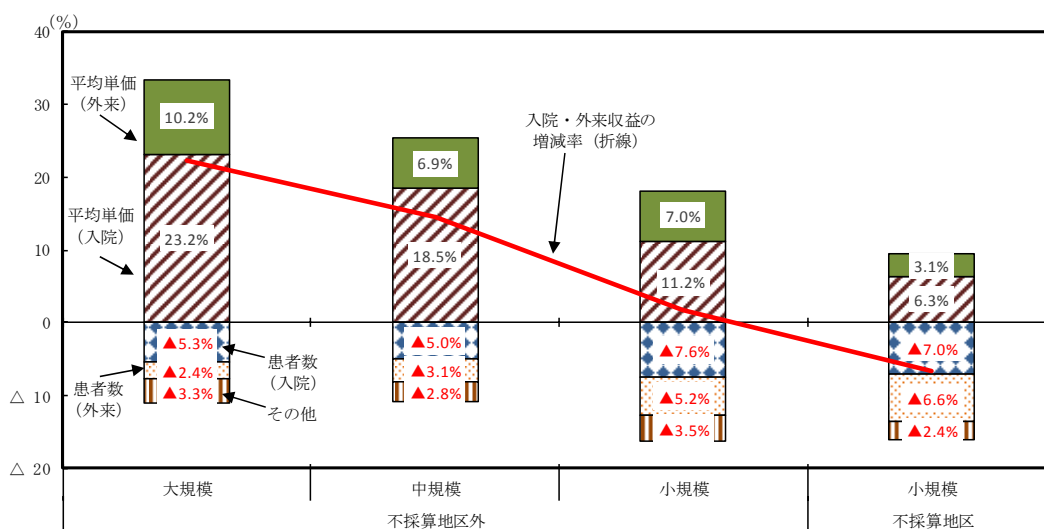 (%)
40
30
20
10
0
△ 10
△ 20
平均単価
（外来）
平均単価
（入院）
患者数
（外来）
患者数
（入院）
その他
入院・外来収益の
増減率（折線）
10.2%
23.2%
▲5.3%
▲2.4%
▲3.3%
6.9%
18.5%
▲5.0%
▲3.1%
▲2.8%
7.0%
11.2%
▲7.6%
▲5.2%
▲3.5%
3.1%
6.3%
▲7.0%
▲6.6%
▲2.4%
大規模
中規模
小規模
小規模
不採算地区外
不採算地区